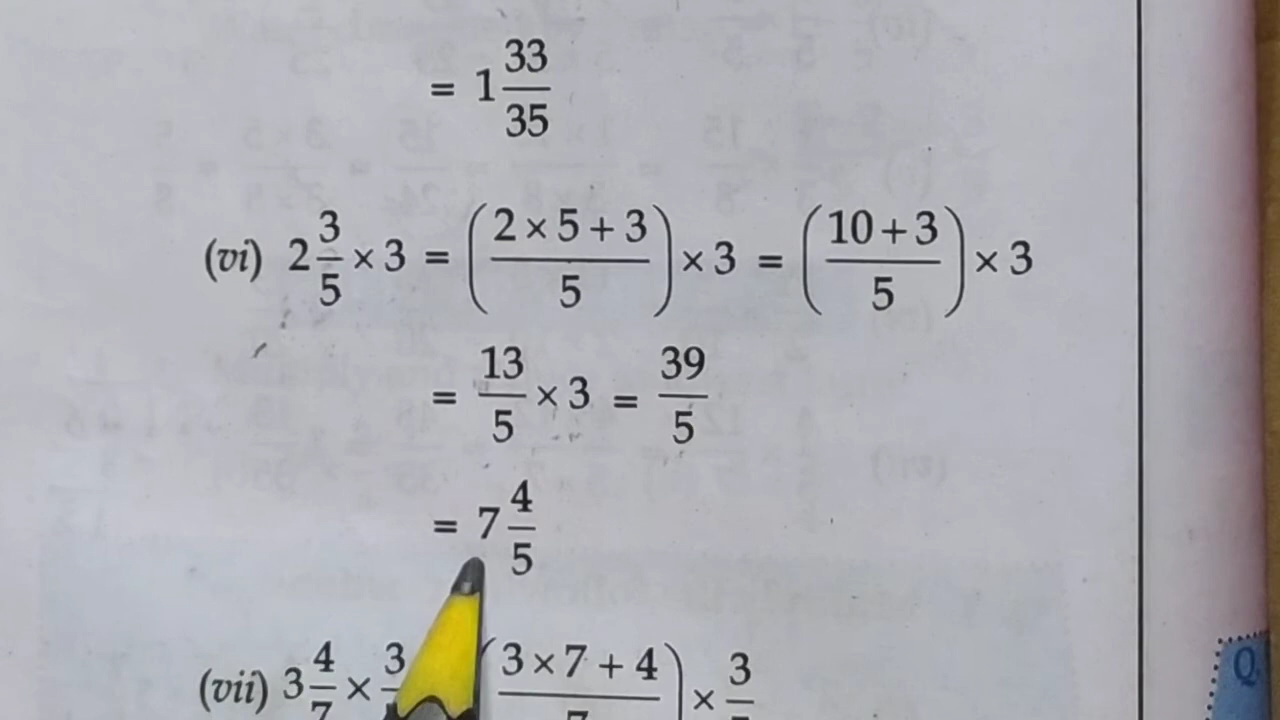 = 1 33/35
(vi) 2 3/5 × 3 = ( (2 × 5 + 3)/5 ) × 3 = ( (10 + 3)/5 ) × 3
= 13/5 × 3 = 39/5
= 7 4/5
(vii) 3 4/7 × 3 ( (3 × 7 + 4)/7 ) × 3
Q